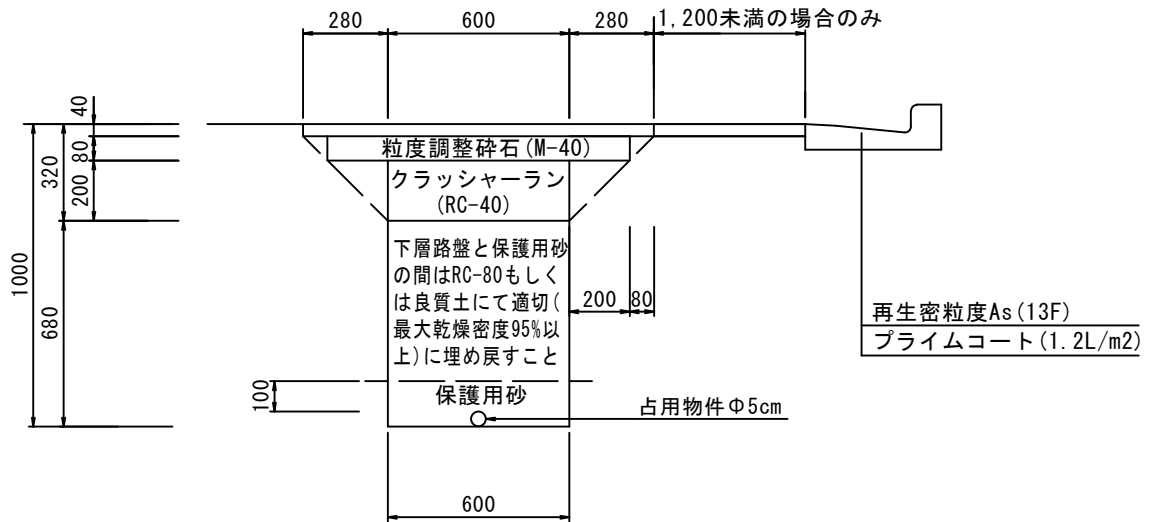 280
600
280
1,200未満の場合のみ
40
80
200
320
1000
680
粒度調整砕石(M-40)
クラッシャーラン
(RC-40)
下層路盤と保護用砂
の間はRC-80もしく
は良質土にて適切(
最大乾燥密度95%以
上)に埋め戻すこと
200
80
再生密粒度As(13F)
プライムコート(1.2L/m2)
100
保護用砂
占用物件Φ5cm
600